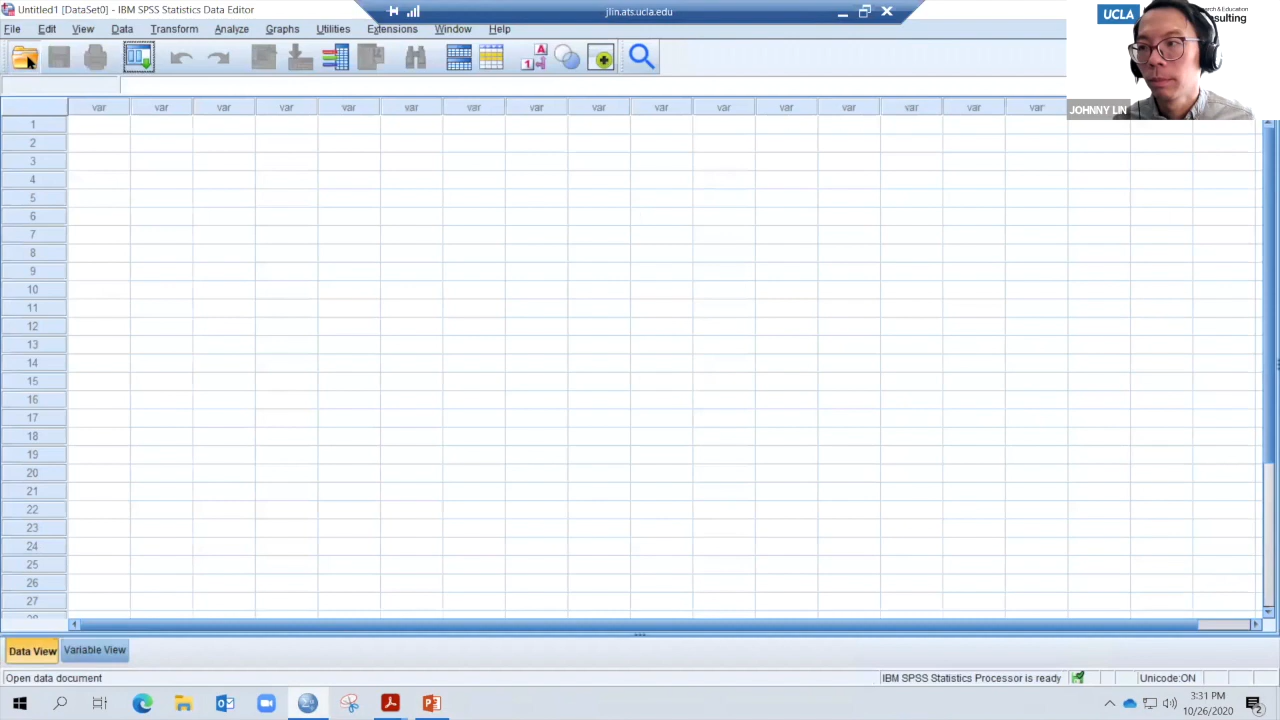 Untitled1 [DataSet0] - IBM SPSS Statistics Data Editor
jlin.ats.ucla.edu
File Edit View Data Transform Analyze Graphs Utilities Extensions Window Help
UCLA
& Education
JOHNNY LIN
var var var var var var var var var var var var var var var var
1
2
3
4
5
6
7
8
9
10
11
12
13
14
15
16
17
18
19
20
21
22
23
24
25
26
27
Data View Variable View
Open data document
IBM SPSS Statistics Processor is ready
Unicode:ON
3:31 PM
10/26/2020
2